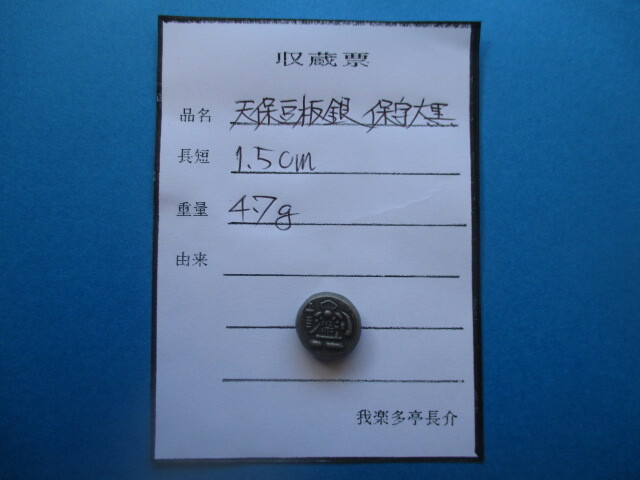 収蔵票
品名 天保豆板銀 保字大黒
長短 1.5cm
重量 4.7g
由来
我楽多亭長介